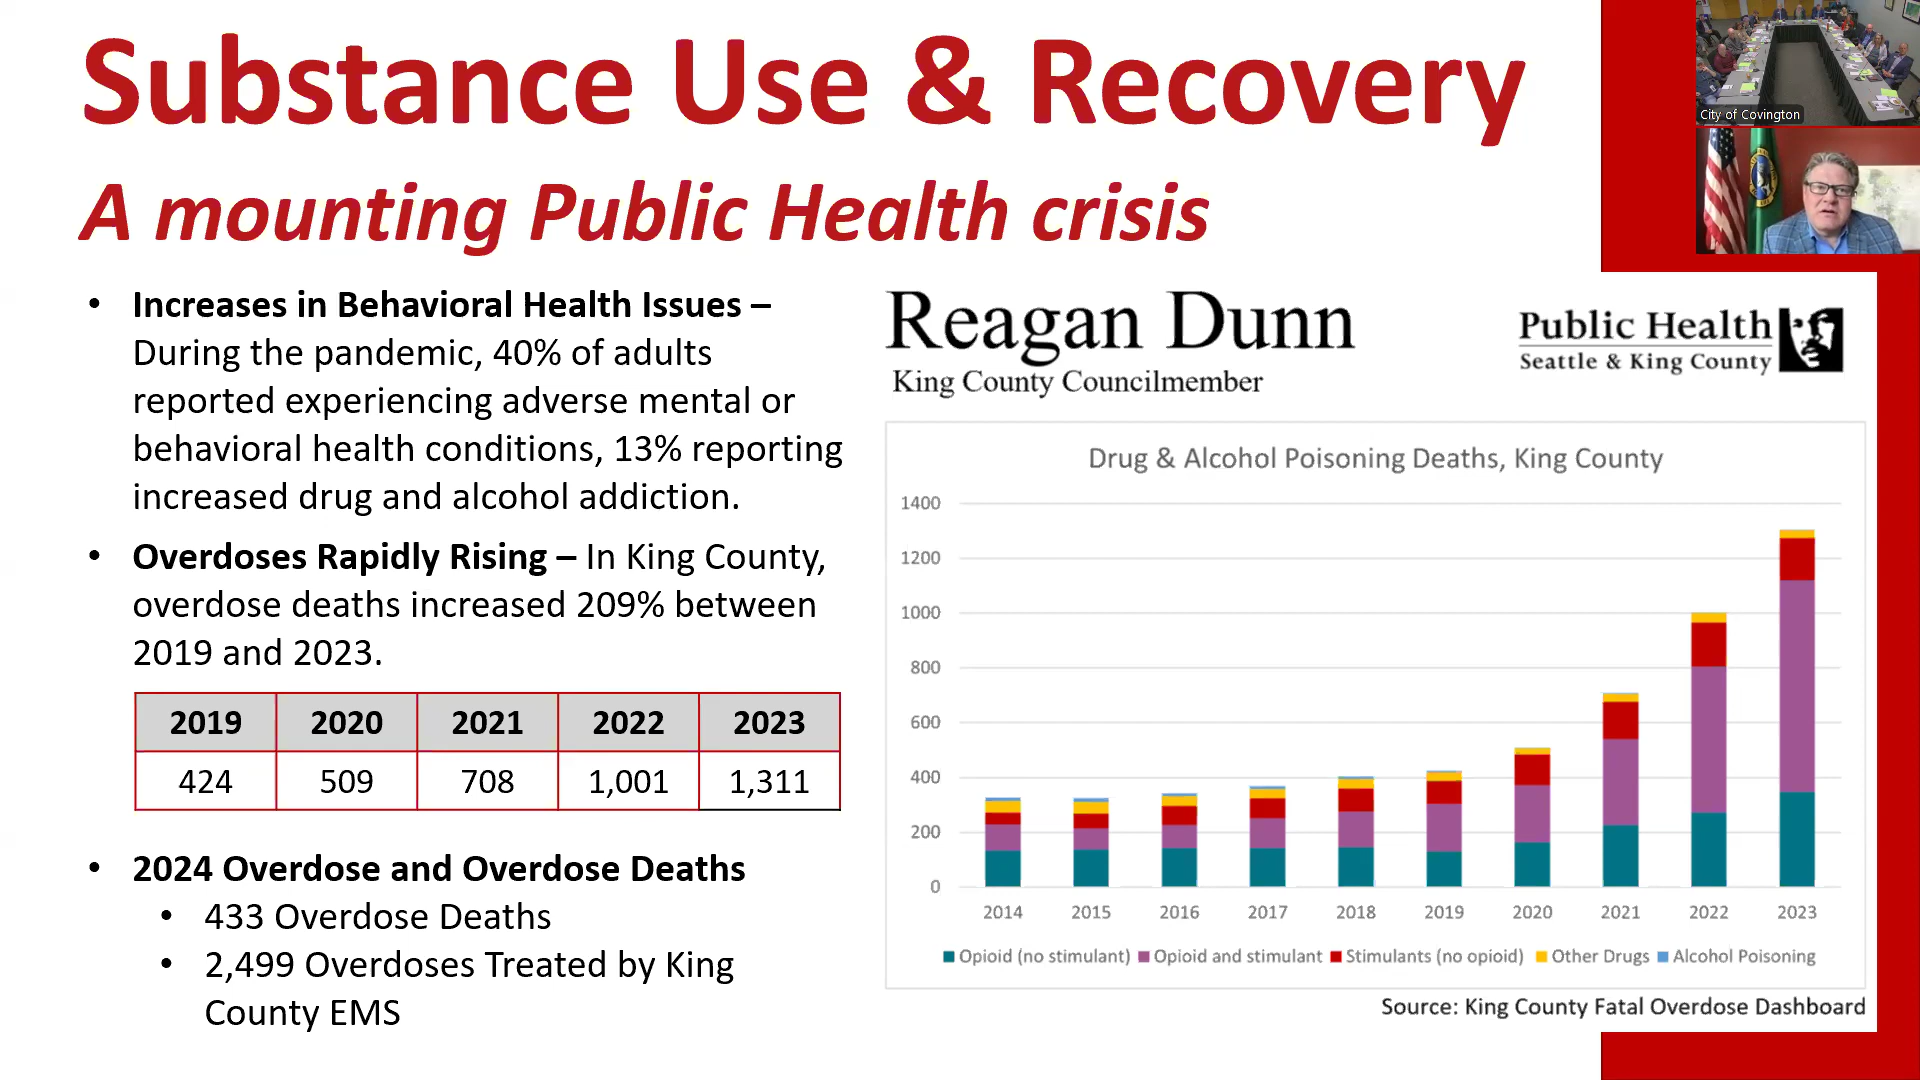 Substance Use & Recovery
A mounting Public Health crisis
• Increases in Behavioral Health Issues –
During the pandemic, 40% of adults
reported experiencing adverse mental or
behavioral health conditions, 13% reporting
increased drug and alcohol addiction.
• Overdoses Rapidly Rising – In King County,
overdose deaths increased 209% between
2019 and 2023.
2019 2020 2021 2022 2023
424 509 708 1,001 1,311
• 2024 Overdose and Overdose Deaths
• 433 Overdose Deaths
• 2,499 Overdoses Treated by King
County EMS
City of Covington
Reagan Dunn
King County Councilmember
Public Health
Seattle & King County
Drug & Alcohol Poisoning Deaths, King County
1400
1200
1000
800
600
400
200
0
2014 2015 2016 2017 2018 2019 2020 2021 2022 2023
Opioid (no stimulant) Opioid and stimulant Stimulants (no opioid) Other Drugs Alcohol Poisoning
Source: King County Fatal Overdose Dashboard